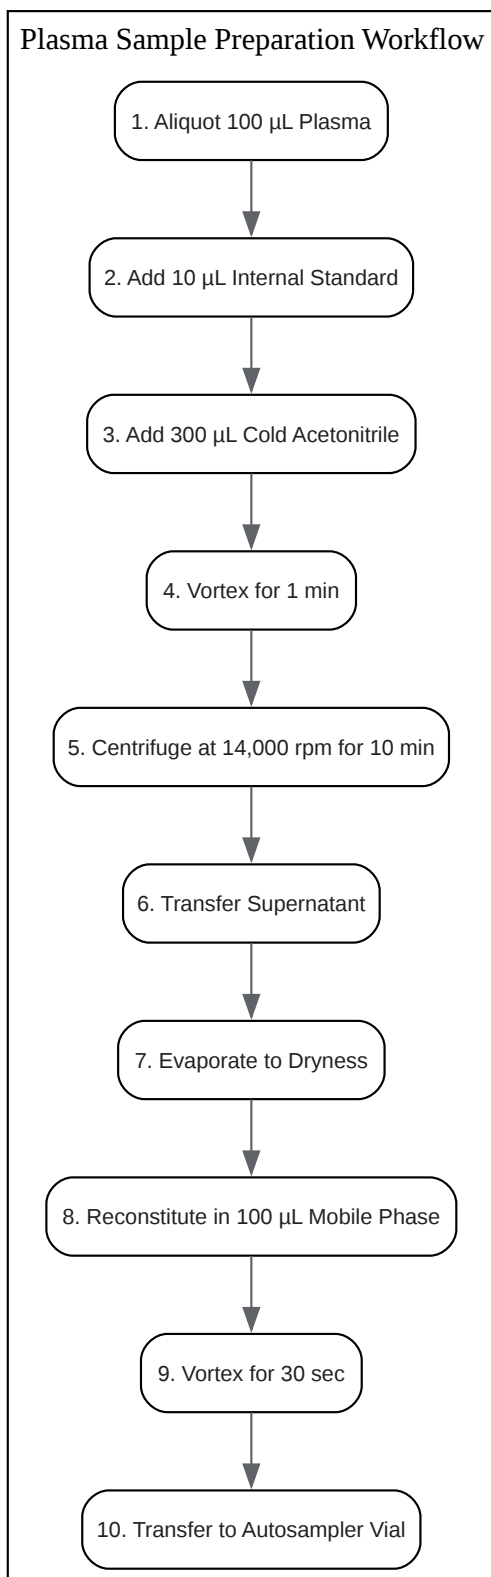 Plasma Sample Preparation Workflow
1. Aliquot 100 µL Plasma
2. Add 10 µL Internal Standard
3. Add 300 µL Cold Acetonitrile
4. Vortex for 1 min
5. Centrifuge at 14,000 rpm for 10 min
6. Transfer Supernatant
7. Evaporate to Dryness
8. Reconstitute in 100 µL Mobile Phase
9. Vortex for 30 sec
10. Transfer to Autosampler Vial